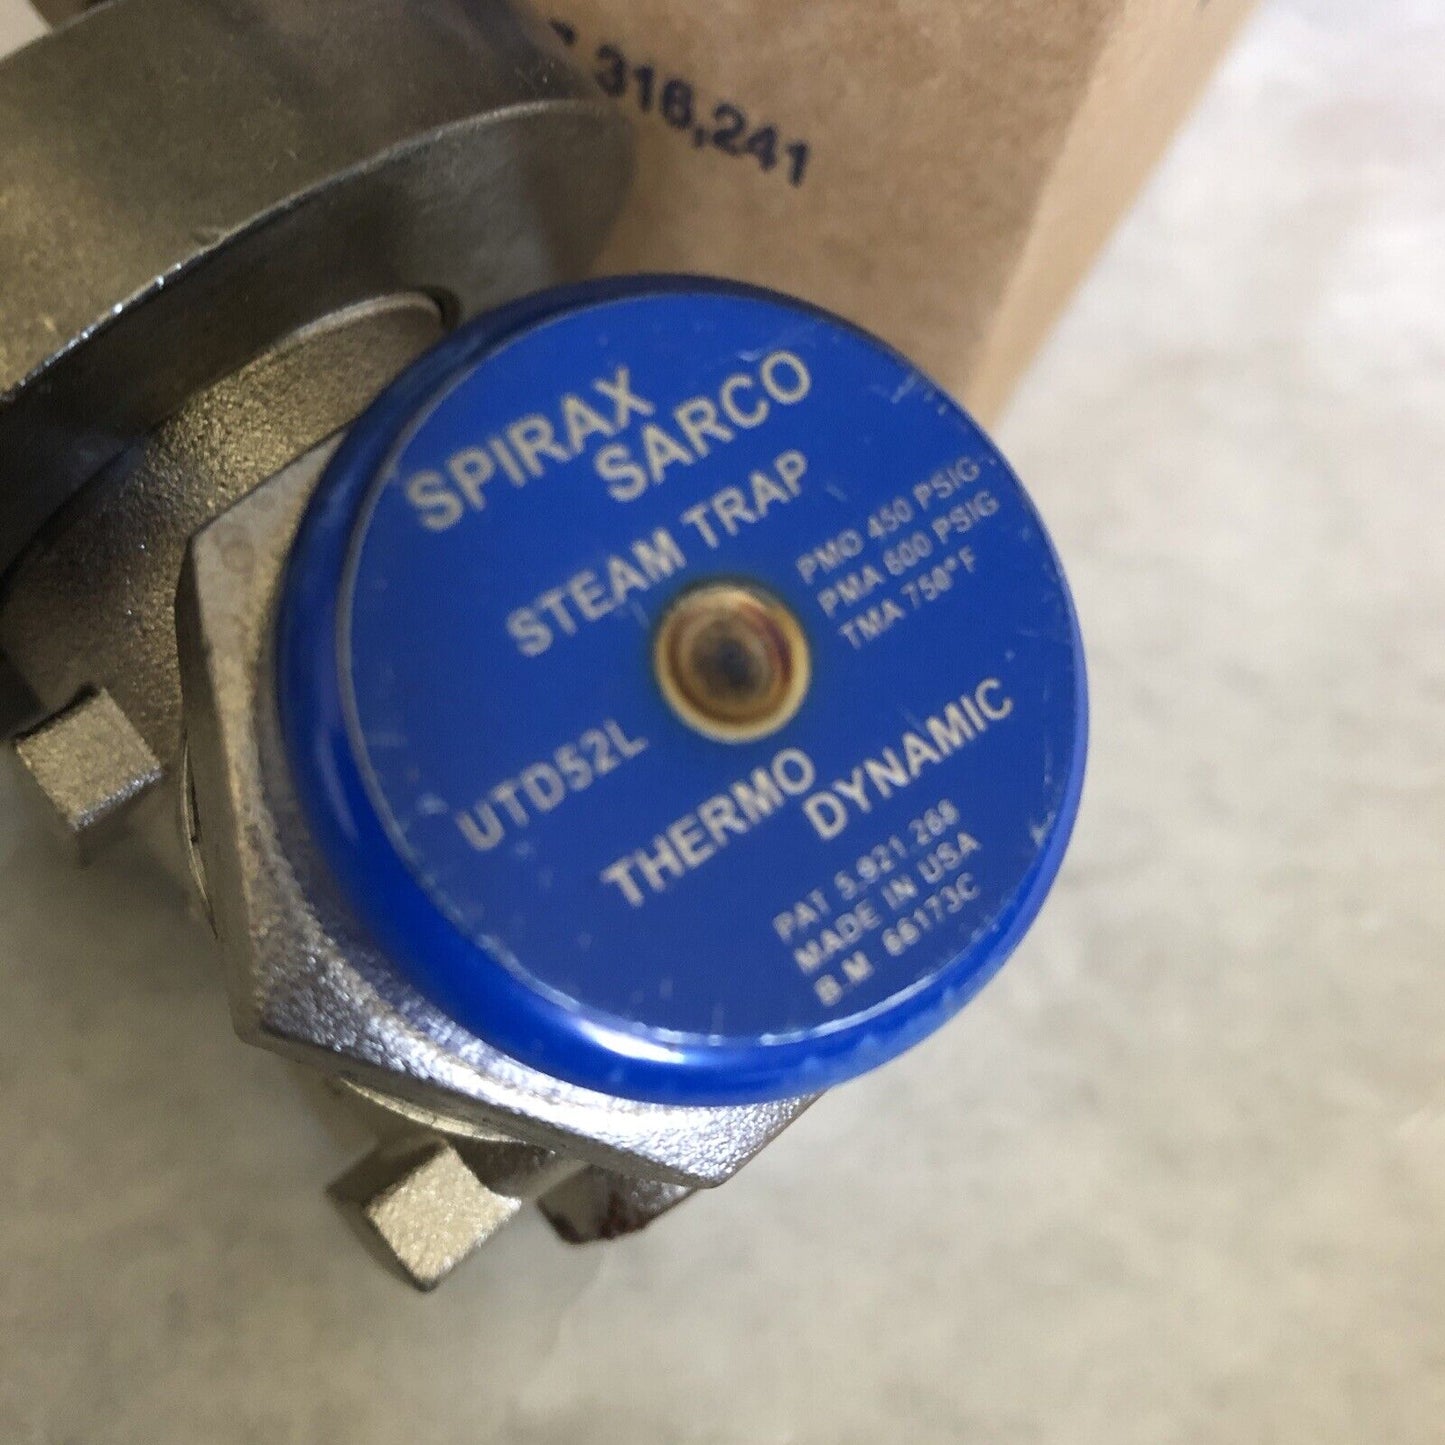 316,241
SPIRAX
SARCO
STEAM TRAP
PMO 450 PSIG
PMA 600 PSIG
TMA 750°F
UTD52L
THERMO
DYNAMIC
PAT 5,921,268
MADE IN USA
B.M 66173C